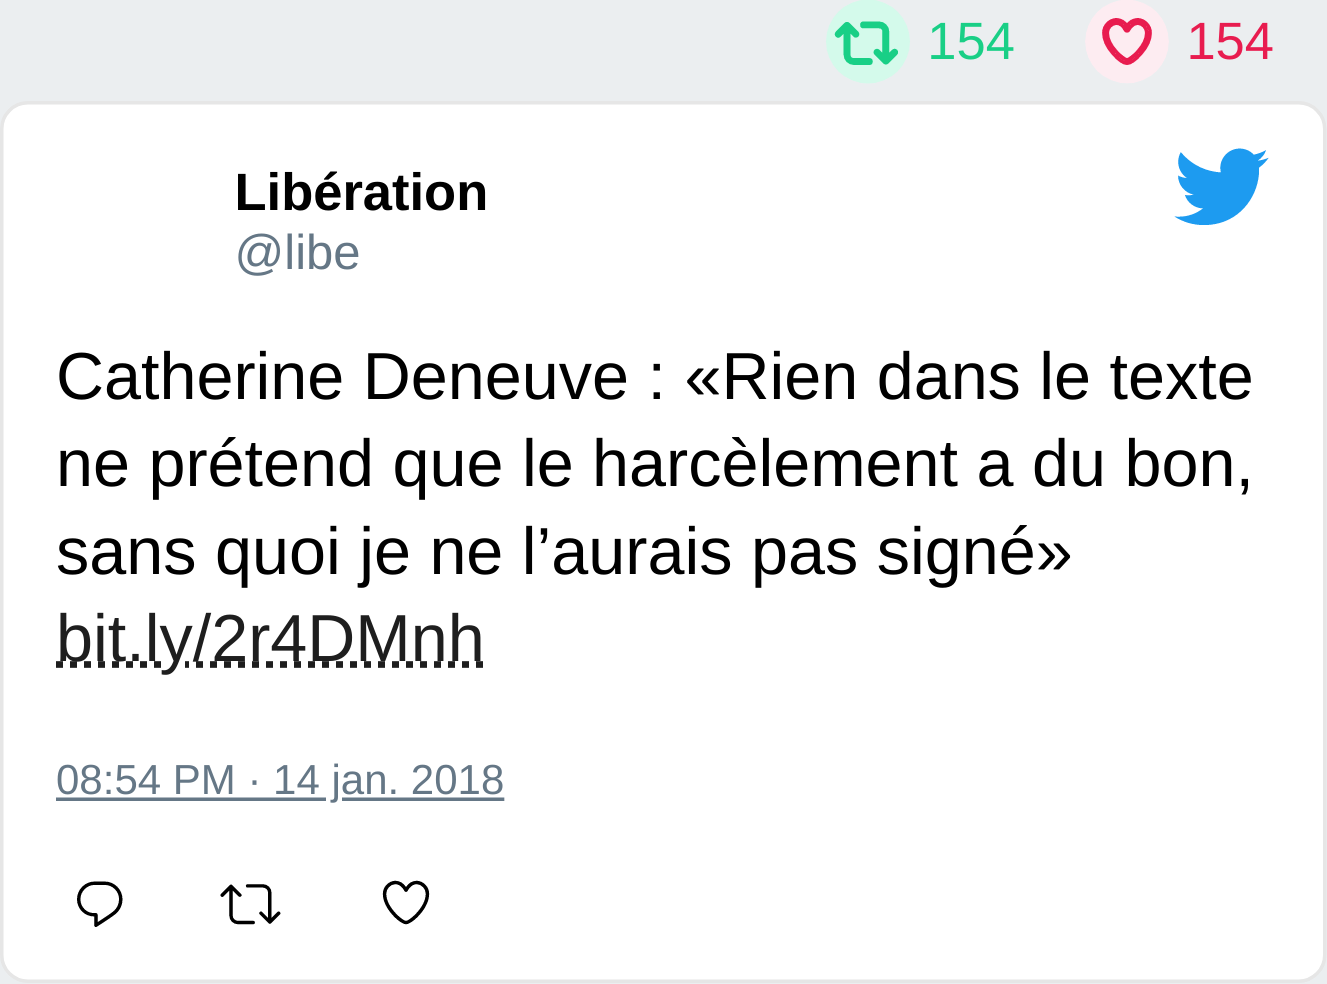 154 154
Libération
@libe
Catherine Deneuve : «Rien dans le texte
ne prétend que le harcèlement a du bon,
sans quoi je ne l’aurais pas signé»
bit.ly/2r4DMnh
08:54 PM · 14 jan. 2018